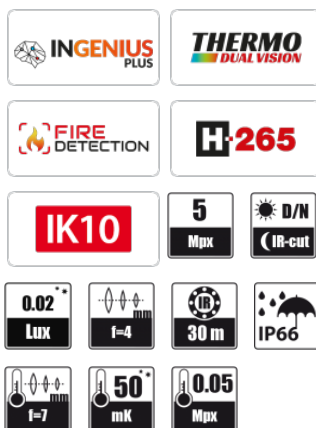 INGENIUS
PLUS
THERMO
DUAL VISION
FIRE
DETECTION
H·265
IK10
5
Mpx
D/N
IR-cut
0.02**
Lux
mm
f=4
IR
30 m
IP66
mm
f=7
50**
mK
0.05
Mpx